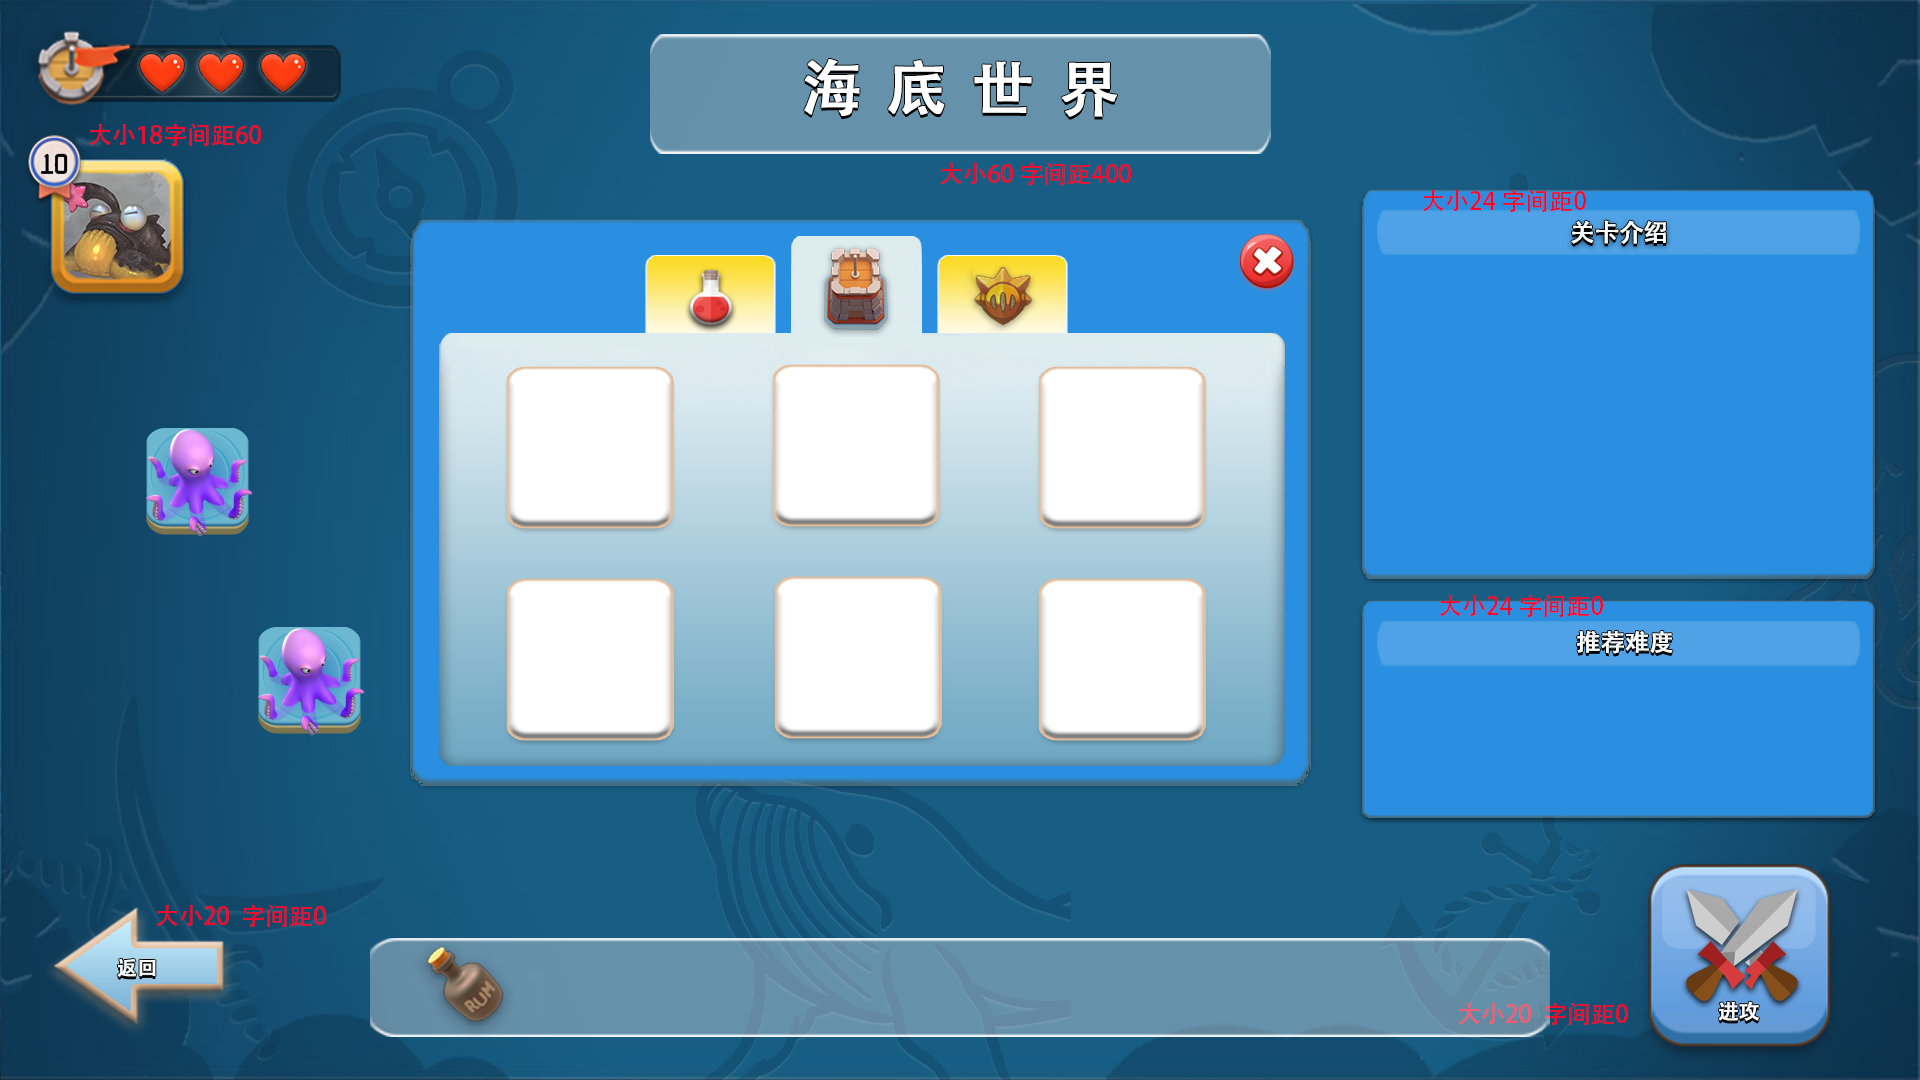 海底世界
大小18字间距60
10
大小60 字间距400
大小24 字间距0
关卡介绍
大小24 字间距0
推荐难度
大小20 字间距0
返回
RUM
大小20 字间距0
进攻